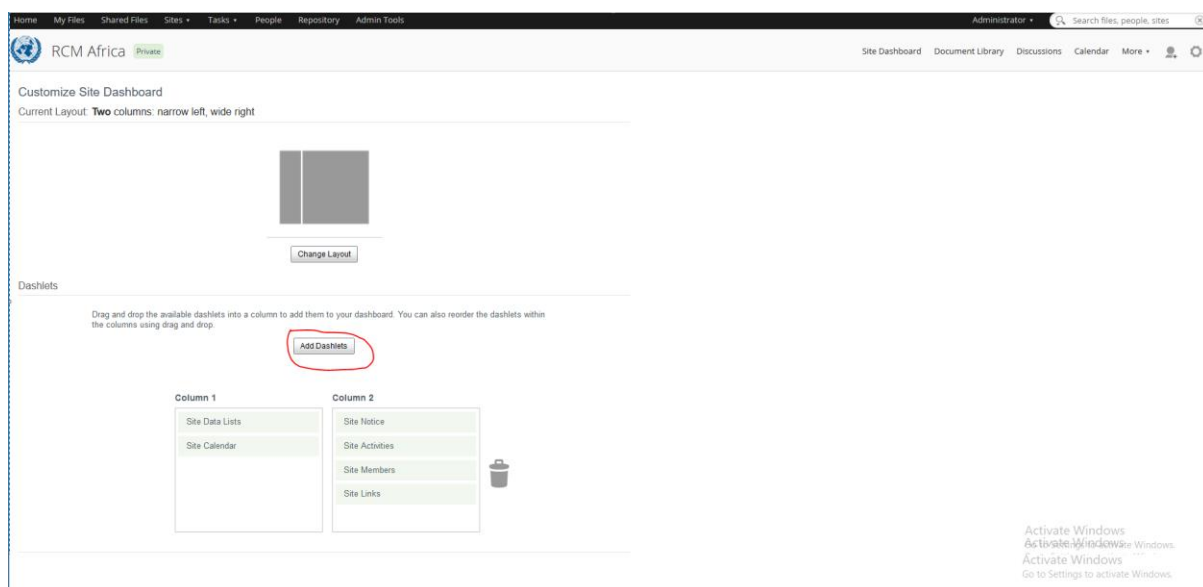 Home My Files Shared Files Sites Tasks People Repository Admin Tools Administrator Search files, people, sites
RCM Africa Private Site Dashboard Document Library Discussions Calendar More
Customize Site Dashboard
Current Layout: Two columns: narrow left, wide right
Change Layout
Dashlets
Drag and drop the available dashlets into a column to add them to your dashboard. You can also reorder the dashlets within
the columns using drag and drop.
Add Dashlets
Column 1 Column 2
Site Data Lists Site Notice
Site Calendar Site Activities
Site Members
Site Links
Activate Windows
Activate Windows
Go to Settings to activate Windows.